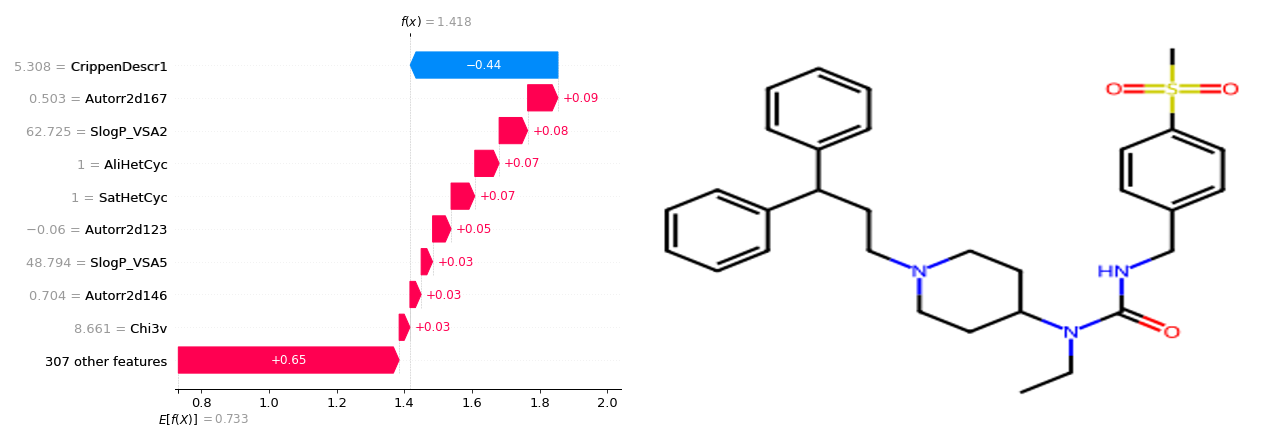 f(x) = 1.418
5.308 = CrippenDescr1
−0.44
0.503 = Autorr2d167
+0.09
62.725 = SlogP_VSA2
+0.08
1 = AliHetCyc
+0.07
1 = SatHetCyc
+0.07
−0.06 = Autorr2d123
+0.05
48.794 = SlogP_VSA5
+0.03
0.704 = Autorr2d146
+0.03
8.661 = Chi3v
+0.03
307 other features
+0.65
0.8 1.0 1.2 1.4 1.6 1.8 2.0
E[f(X)] = 0.733
O S O
N HN
N O